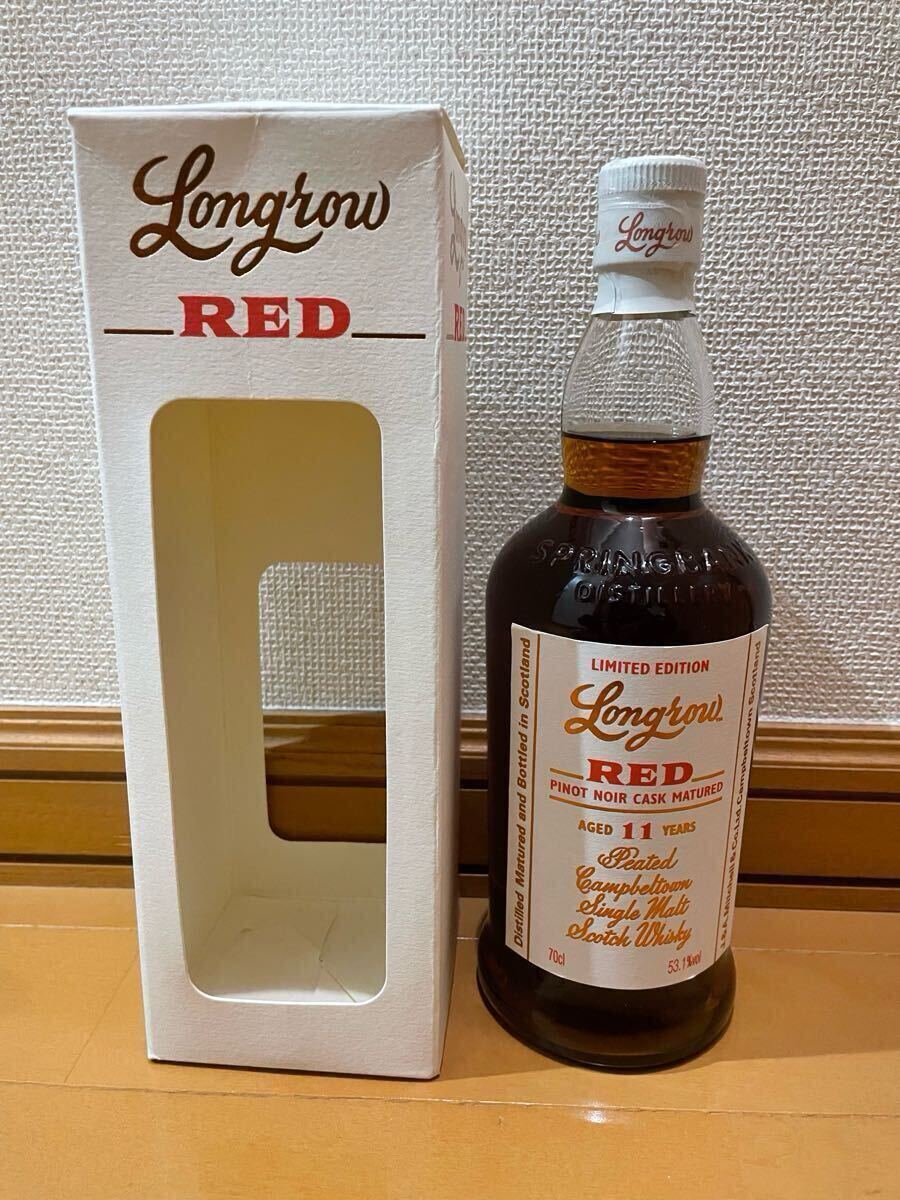 Longrow
RED
RED
Longrow
SPRINGBANK
DISTILLERY
LIMITED EDITION
Longrow
RED
PINOT NOIR CASK MATURED
AGED 11 YEARS
Peated
Campbeltown
Single Malt
Scotch Whisky
70cl
53.1%vol
Distilled Matured and Bottled in Scotland
J.&A. Mitchell & Co. Ltd. Campbeltown Scotland